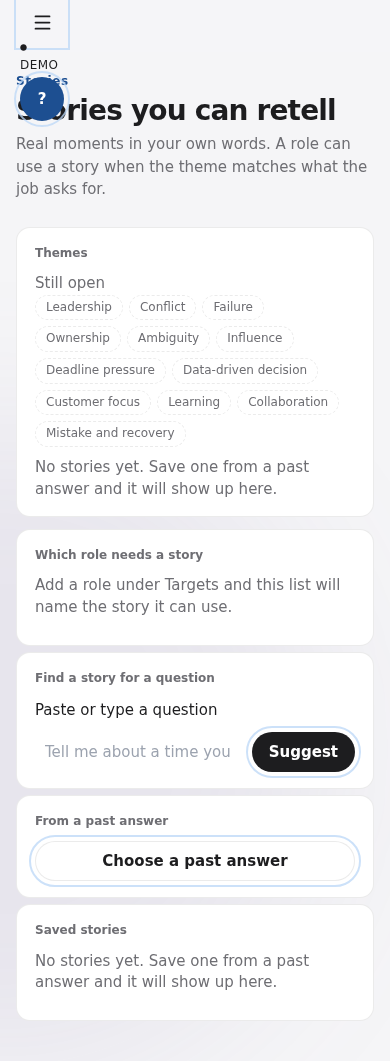 DEMO
Stories
?
Stories you can retell
Real moments in your own words. A role can
use a story when the theme matches what the
job asks for.
Themes
Still open
Leadership Conflict Failure
Ownership Ambiguity Influence
Deadline pressure Data-driven decision
Customer focus Learning Collaboration
Mistake and recovery
No stories yet. Save one from a past
answer and it will show up here.
Which role needs a story
Add a role under Targets and this list will
name the story it can use.
Find a story for a question
Paste or type a question
Tell me about a time you Suggest
From a past answer
Choose a past answer
Saved stories
No stories yet. Save one from a past
answer and it will show up here.